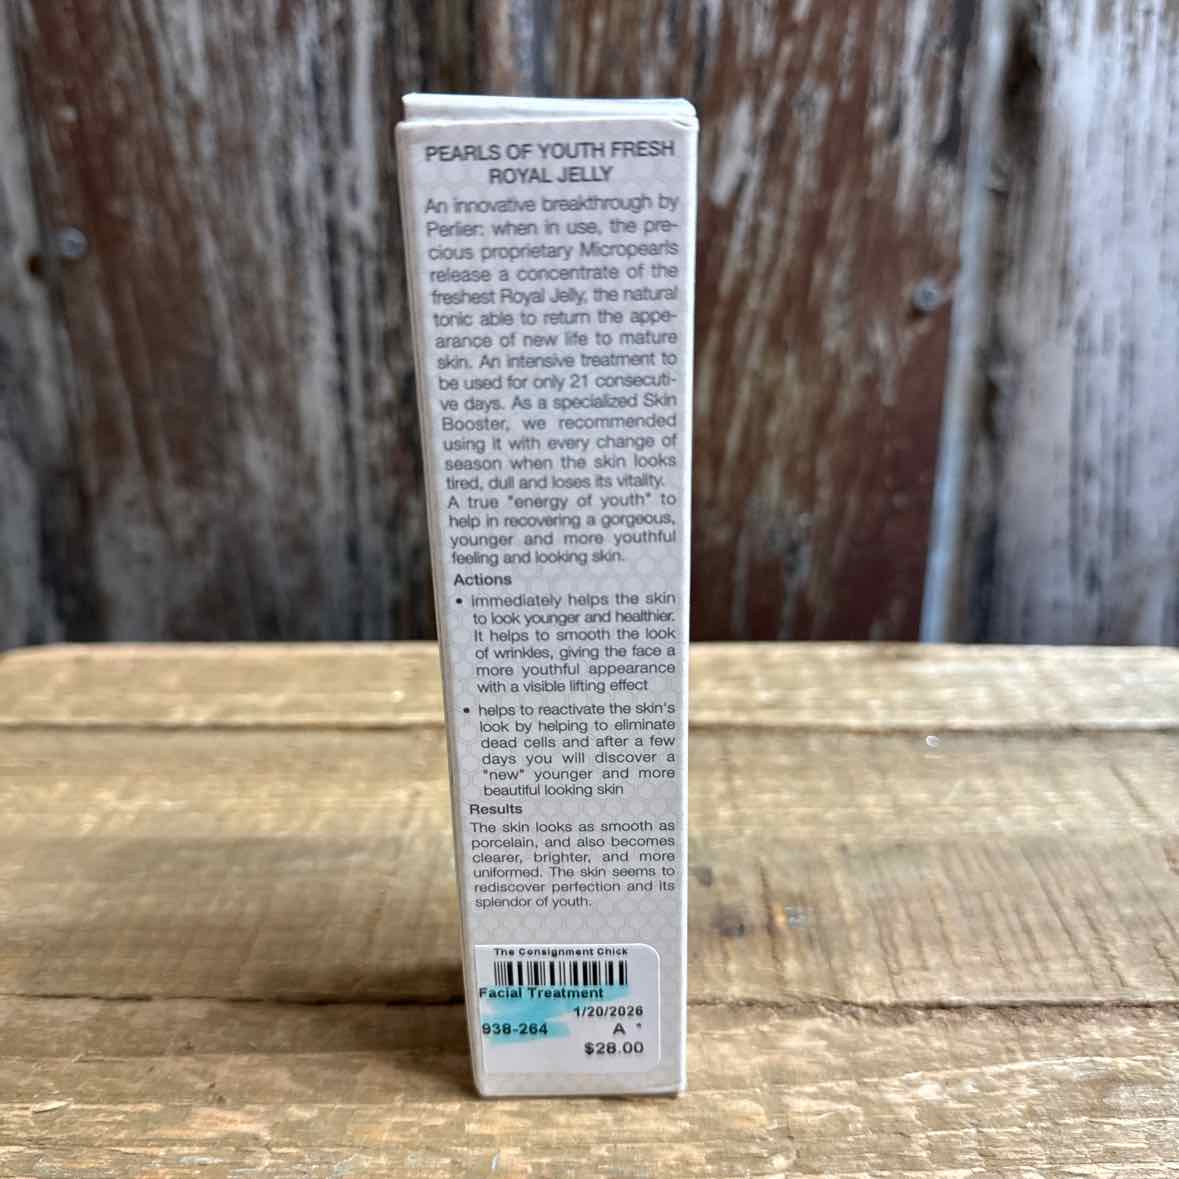 PEARLS OF YOUTH FRESH
ROYAL JELLY
An innovative breakthrough by
Perlier: when in use, the pre-
cious proprietary Micropearls
release a concentrate of the
freshest Royal Jelly, the natural
tonic able to return the appe-
arance of new life to mature
skin. An intensive treatment to
be used for only 21 consecuti-
ve days. As a specialized Skin
Booster, we recommended
using it with every change of
season when the skin looks
tired, dull and loses its vitality.
A true "energy of youth" to
help in recovering a gorgeous,
younger and more youthful
feeling and looking skin.
Actions
• immediately helps the skin
to look younger and healthier.
It helps to smooth the look
of wrinkles, giving the face a
more youthful appearance
with a visible lifting effect
• helps to reactivate the skin's
look by helping to eliminate
dead cells and after a few
days you will discover a
"new" younger and more
beautiful looking skin
Results
The skin looks as smooth as
porcelain, and also becomes
clearer, brighter, and more
uniformed. The skin seems to
rediscover perfection and its
splendor of youth.
The Consignment Chick
Facial Treatment
1/20/2026
938-264 A *
$28.00